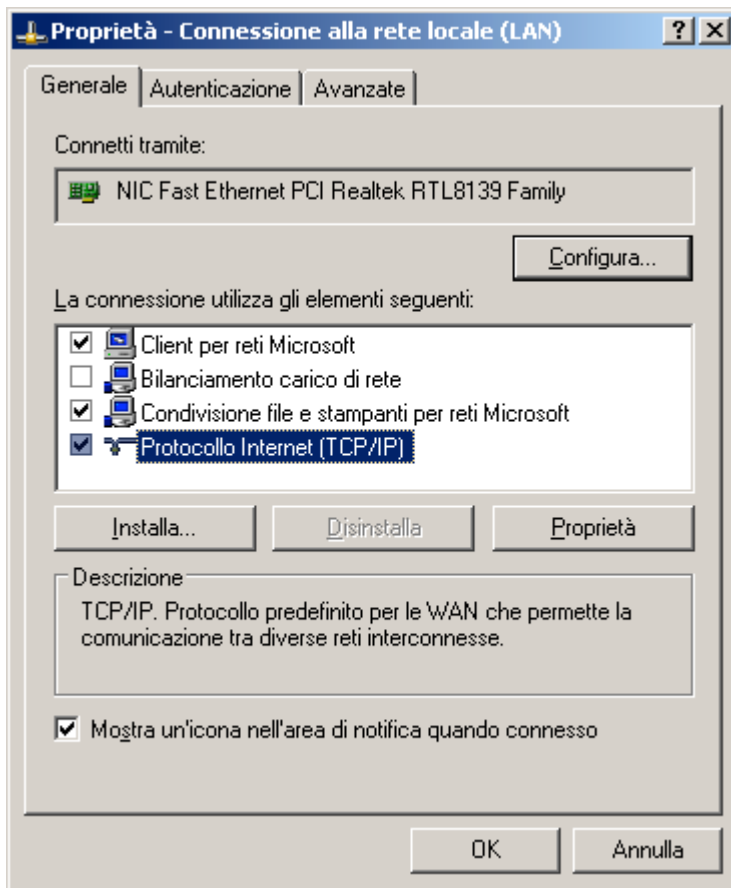 Proprietà - Connessione alla rete locale (LAN)
Generale
Autenticazione
Avanzate
Connetti tramite:
NIC Fast Ethernet PCI Realtek RTL8139 Family
Configura...
La connessione utilizza gli elementi seguenti:
Client per reti Microsoft
Bilanciamento carico di rete
Condivisione file e stampanti per reti Microsoft
Protocollo Internet (TCP/IP)
Installa...
Disinstalla
Proprietà
Descrizione
TCP/IP. Protocollo predefinito per le WAN che permette la
comunicazione tra diverse reti interconnesse.
Mostra un'icona nell'area di notifica quando connesso
OK
Annulla